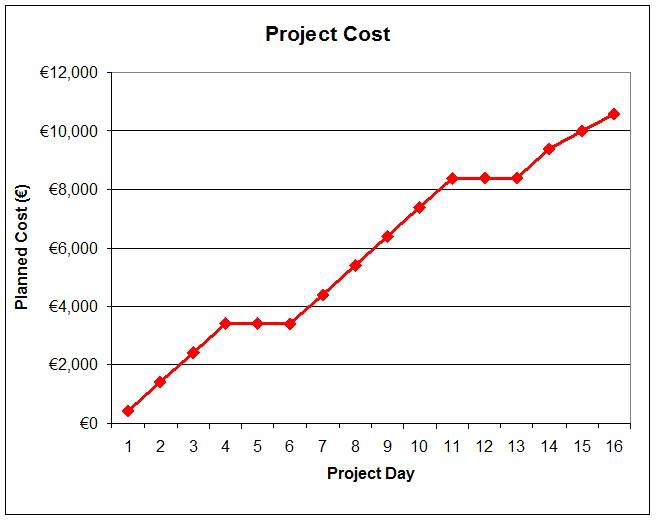 Project Cost
€12,000
€10,000
€8,000
€6,000
€4,000
€2,000
€0
Planned Cost (€)
1 2 3 4 5 6 7 8 9 10 11 12 13 14 15 16
Project Day